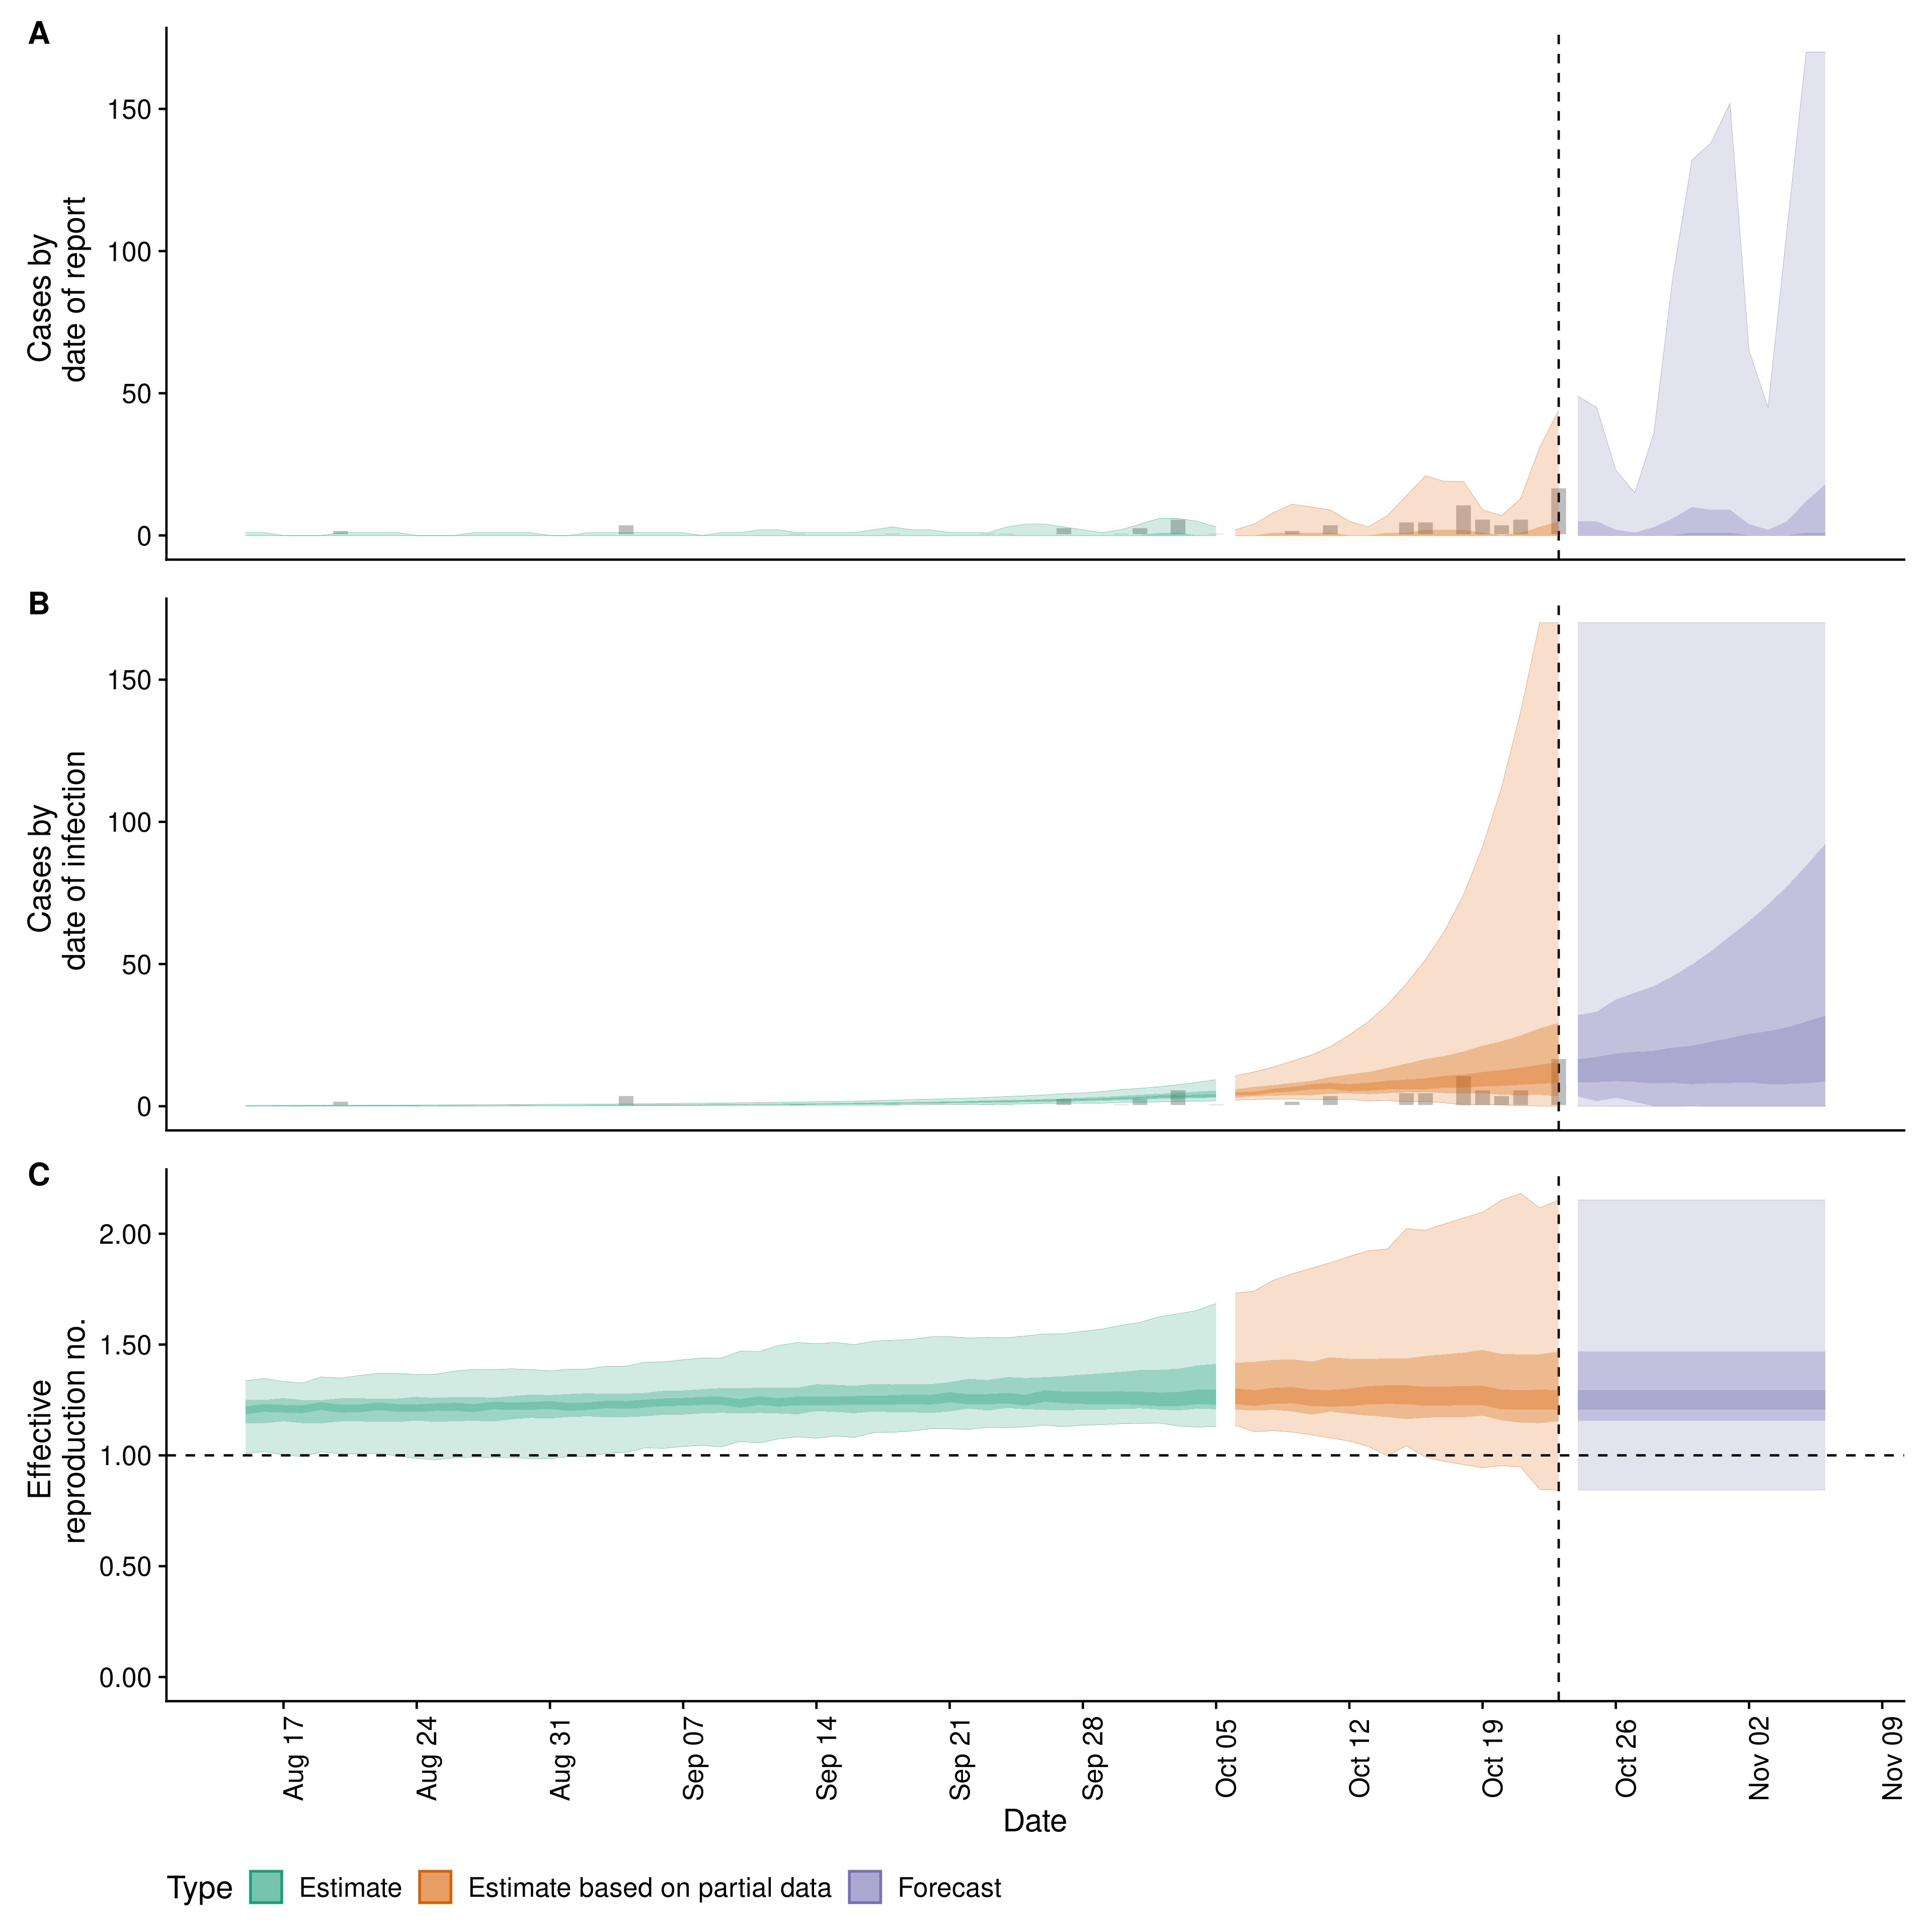 A
Cases by
date of report
150
100
50
0
B
Cases by
date of infection
150
100
50
0
C
Effective
reproduction no.
2.00
1.50
1.00
0.50
0.00
Aug 17
Aug 24
Aug 31
Sep 07
Sep 14
Sep 21
Sep 28
Oct 05
Oct 12
Oct 19
Oct 26
Nov 02
Nov 09
Date
Type Estimate Estimate based on partial data Forecast